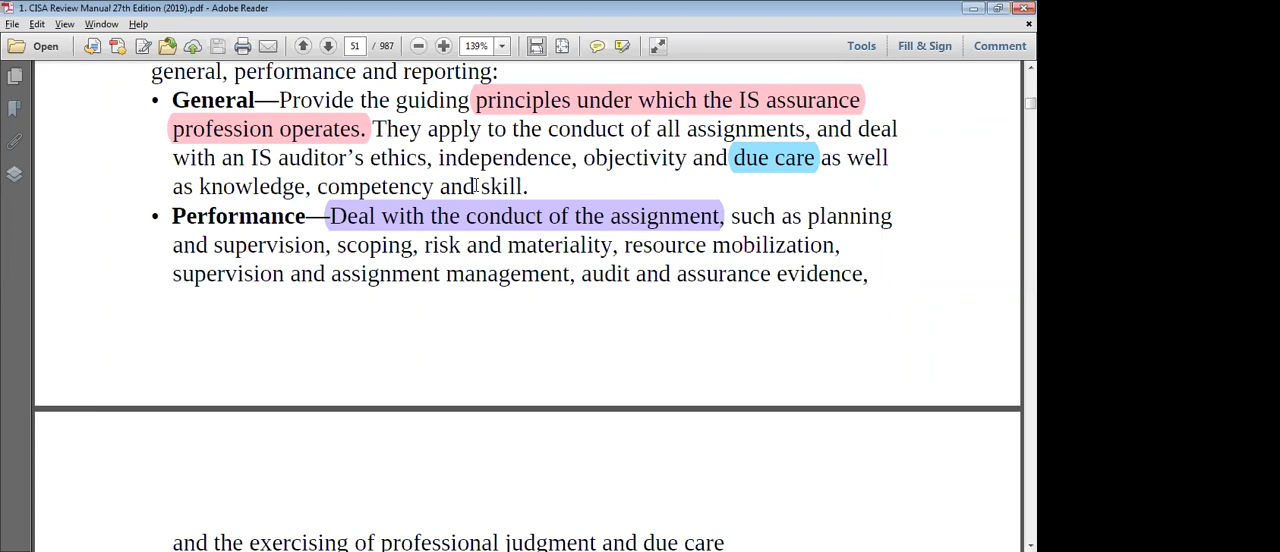 1. CISA Review Manual 27th Edition (2019).pdf - Adobe Reader
File Edit View Window Help
Open 51 / 987 139% Tools Fill & Sign Comment
general, performance and reporting:
• General—Provide the guiding principles under which the IS assurance
profession operates. They apply to the conduct of all assignments, and deal
with an IS auditor’s ethics, independence, objectivity and due care as well
as knowledge, competency and skill.
• Performance—Deal with the conduct of the assignment, such as planning
and supervision, scoping, risk and materiality, resource mobilization,
supervision and assignment management, audit and assurance evidence,
and the exercising of professional judgment and due care